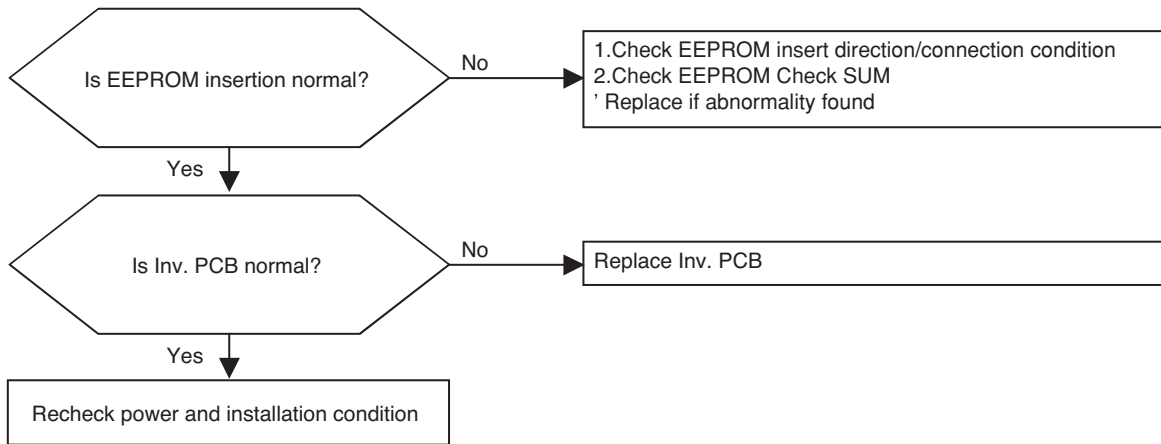 Is EEPROM insertion normal?
No
1.Check EEPROM insert direction/connection condition
2.Check EEPROM Check SUM
’ Replace if abnormality found
Yes
Is Inv. PCB normal?
No
Replace Inv. PCB
Yes
Recheck power and installation condition